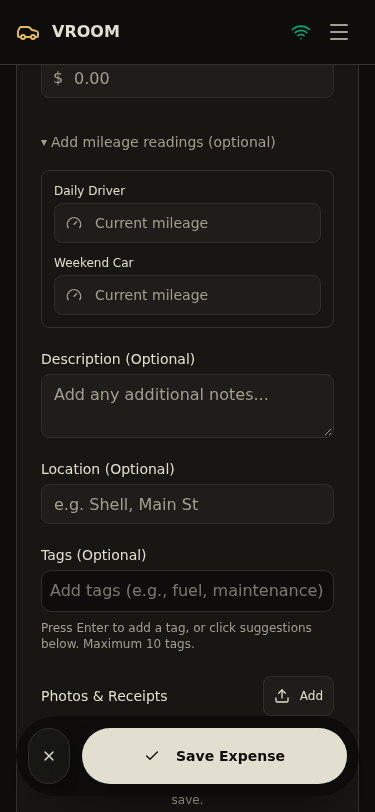 VROOM
$ 0.00
▾ Add mileage readings (optional)
Daily Driver
Current mileage
Weekend Car
Current mileage
Description (Optional)
Add any additional notes...
Location (Optional)
e.g. Shell, Main St
Tags (Optional)
Add tags (e.g., fuel, maintenance)
Press Enter to add a tag, or click suggestions
below. Maximum 10 tags.
Photos & Receipts
Add
Save Expense
save.